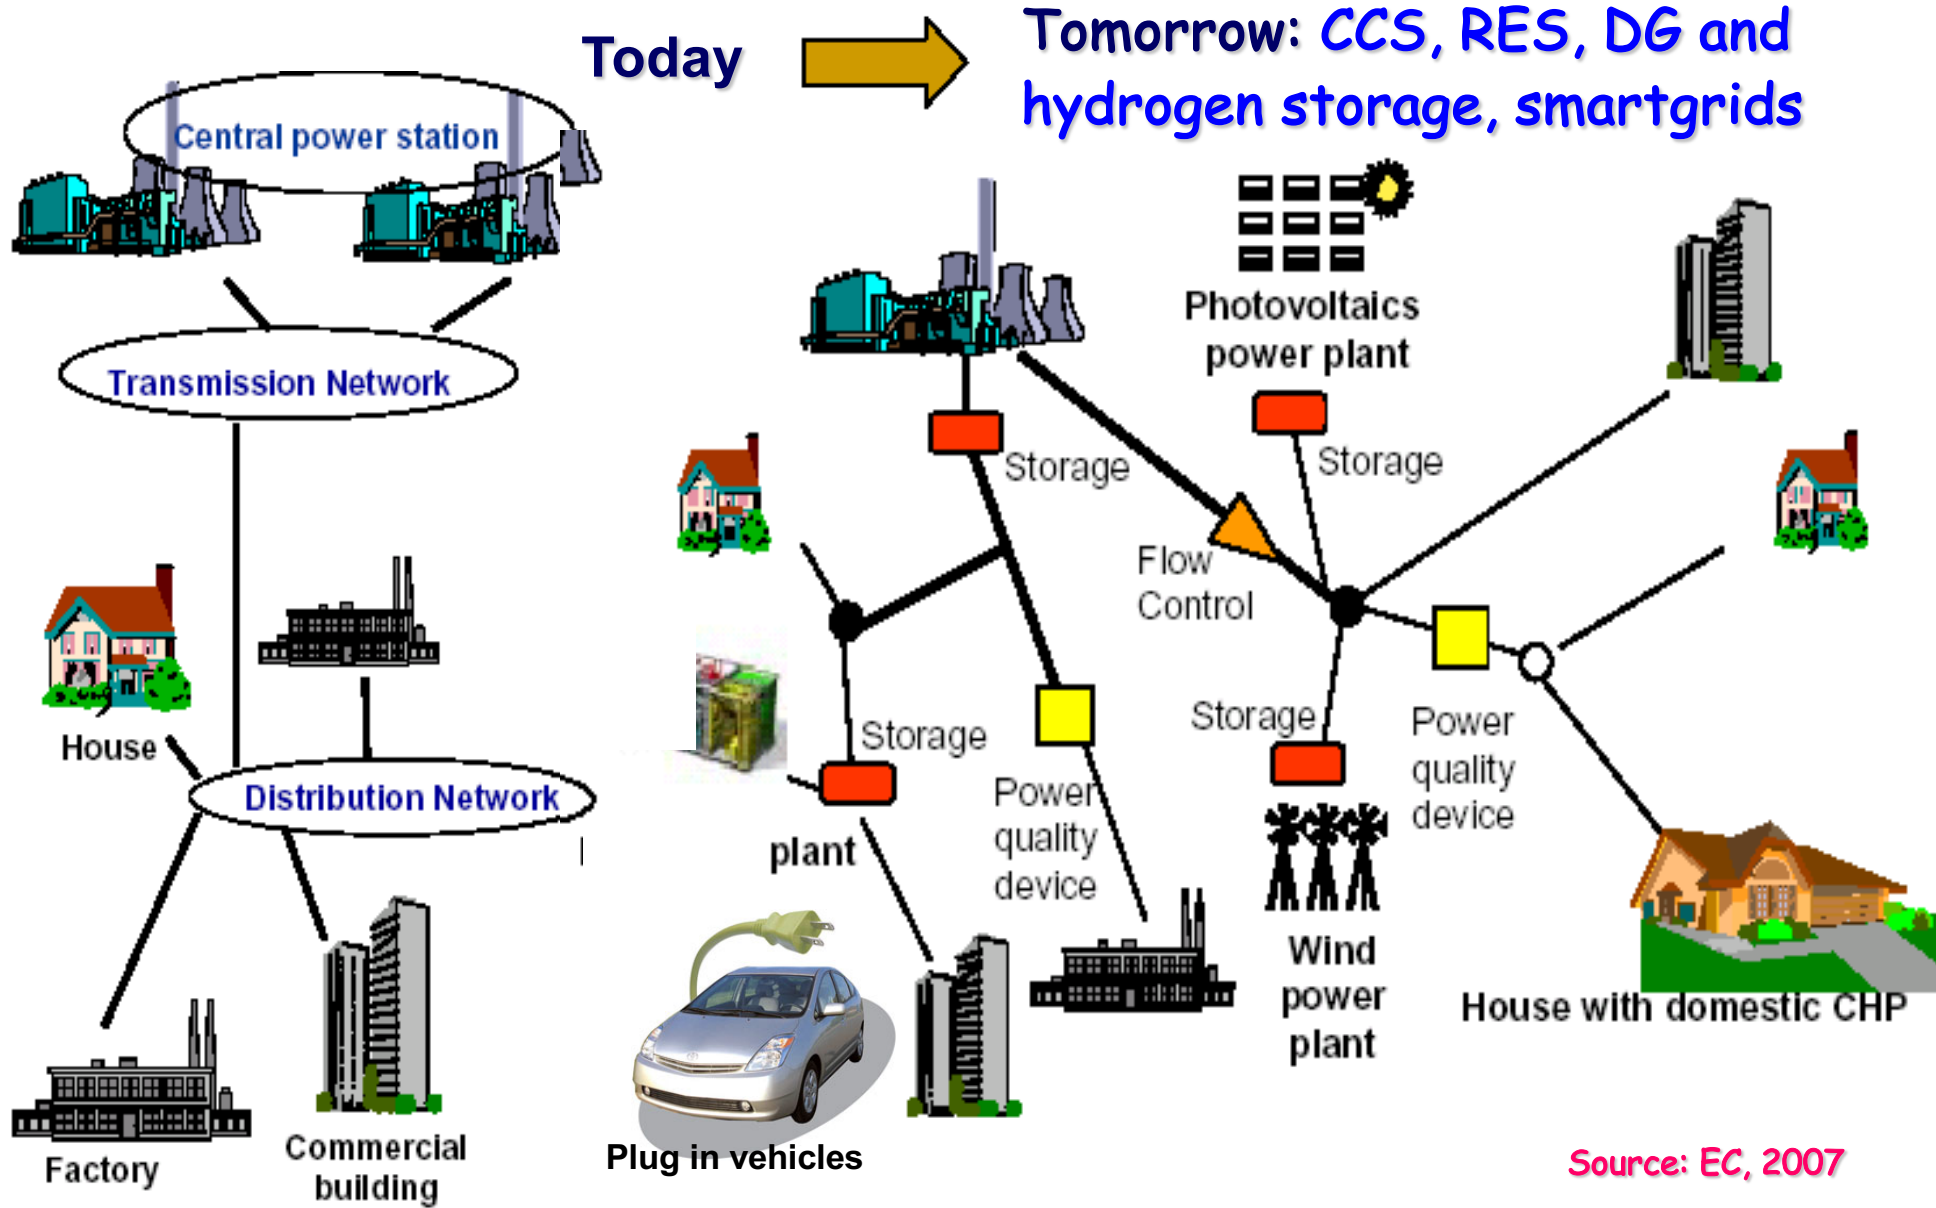 Today
Tomorrow: CCS, RES, DG and
hydrogen storage, smartgrids
Central power station
Transmission Network
House
Distribution Network
Factory
Commercial
building
Photovoltaics
power plant
Storage
Storage
Flow
Control
Storage
plant
Power
quality
device
Storage
Power
quality
device
Wind
power
plant
House with domestic CHP
Plug in vehicles
Source: EC, 2007